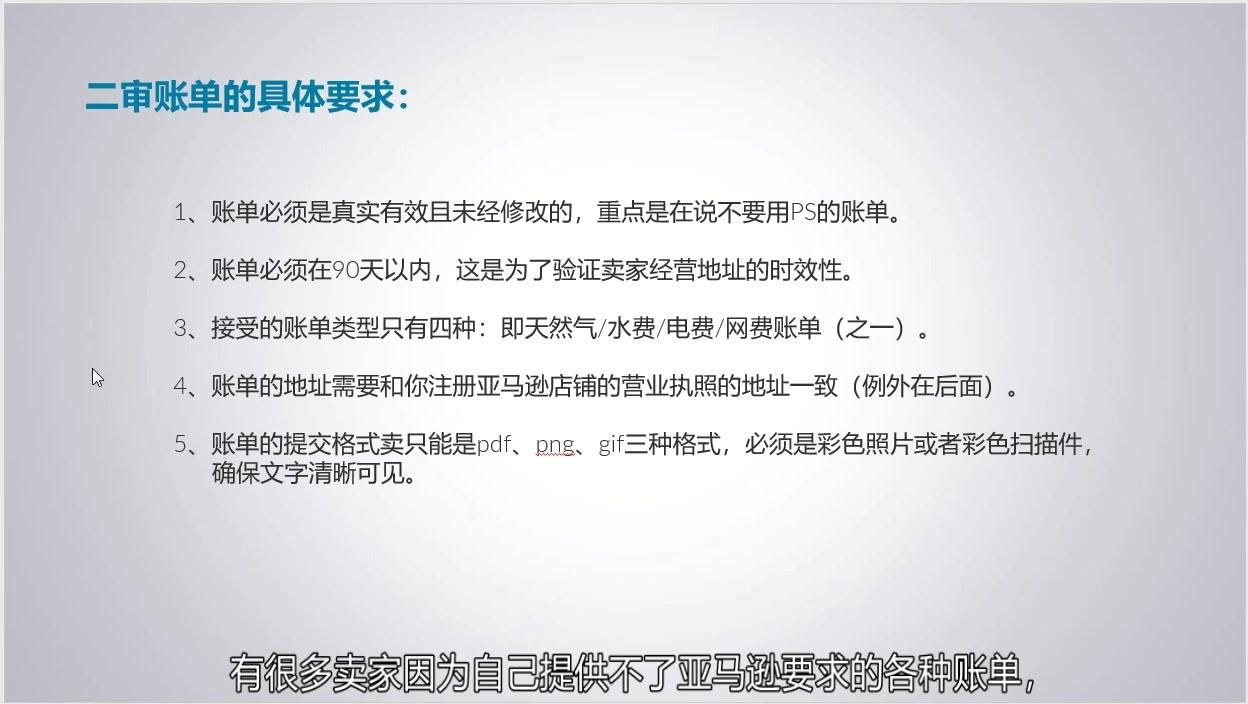 二审账单的具体要求：
1、账单必须是真实有效且未经修改的，重点是在说不要用PS的账单。
2、账单必须在90天以内，这是为了验证卖家经营地址的时效性。
3、接受的账单类型只有四种：即天然气/水费/电费/网费账单（之一）。
4、账单的地址需要和你注册亚马逊店铺的营业执照的地址一致（例外在后面）。
5、账单的提交格式卖只能是pdf、png、gif三种格式，必须是彩色照片或者彩色扫描件，
确保文字清晰可见。
有很多卖家因为自己提供不了亚马逊要求的各种账单，